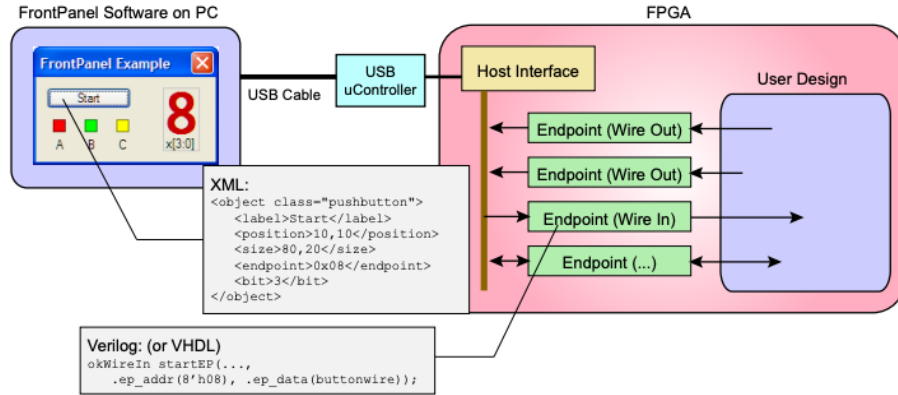 FrontPanel Software on PC
FPGA
FrontPanel Example
Start
8
A B C
x[3:0]
USB Cable
USB
uController
Host Interface
User Design
Endpoint (Wire Out)
Endpoint (Wire Out)
Endpoint (Wire In)
Endpoint (...)
XML:
<object class="pushbutton">
<label>Start</label>
<position>10,10</position>
<size>80,20</size>
<endpoint>0x08</endpoint>
<bit>3</bit>
</object>
Verilog: (or VHDL)
okWireIn startEP(...,
.ep_addr(8'h08), .ep_data(buttonwire));